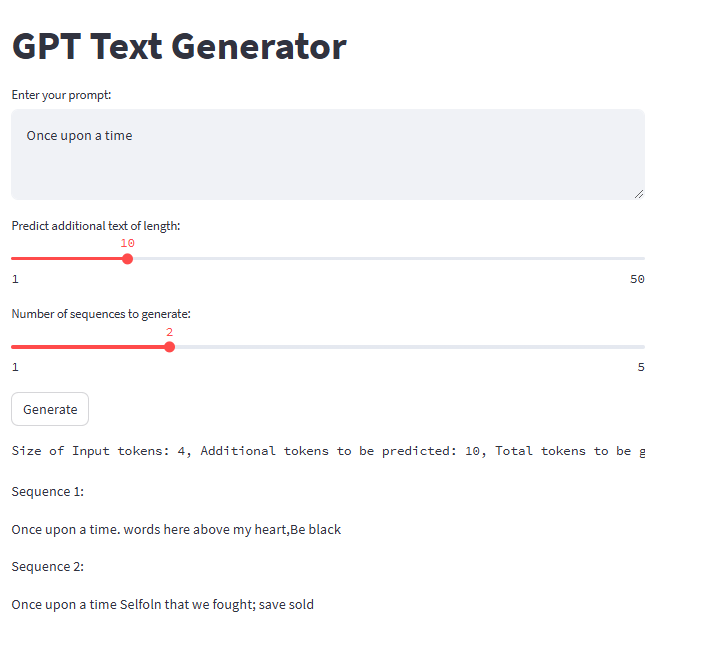 GPT Text Generator
Enter your prompt:
Once upon a time
Predict additional text of length:
10
1 50
Number of sequences to generate:
2
1 5
Generate
Size of Input tokens: 4, Additional tokens to be predicted: 10, Total tokens to be g
Sequence 1:
Once upon a time. words here above my heart,Be black
Sequence 2:
Once upon a time Selfoln that we fought; save sold